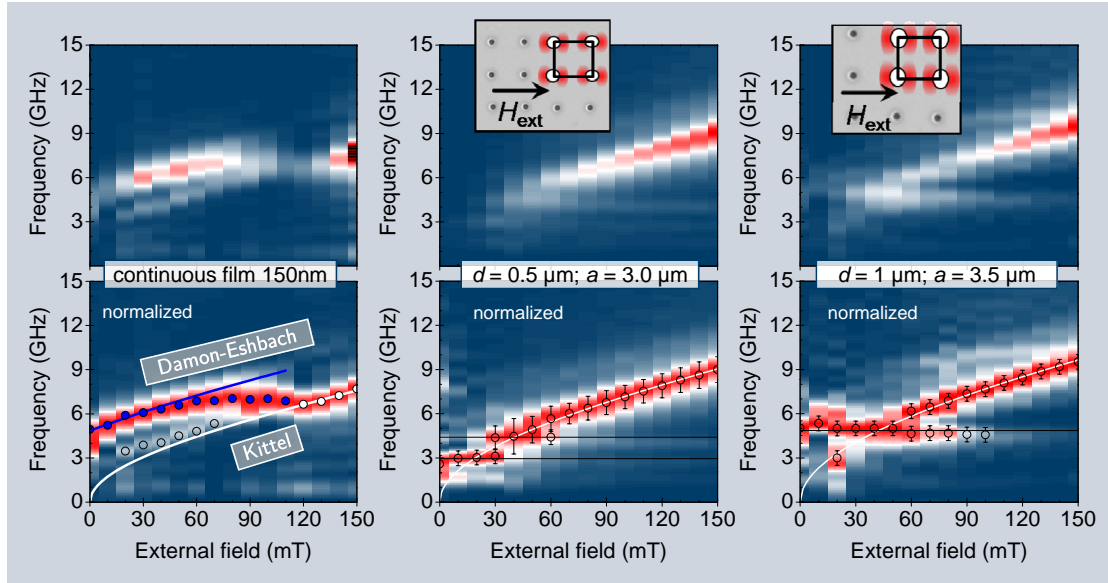 15
12
9
6
3
Frequency (GHz)
H
ext
15
12
9
6
3
Frequency (GHz)
H
ext
15
12
9
6
3
Frequency (GHz)
continuous film 150nm
d = 0.5 µm; a = 3.0 µm
d = 1 µm; a = 3.5 µm
15
12
9
6
3
0
Frequency (GHz)
normalized
Damon-Eshbach
Kittel
0 30 60 90 120 150
External field (mT)
15
12
9
6
3
0
Frequency (GHz)
normalized
0 30 60 90 120 150
External field (mT)
15
12
9
6
3
0
Frequency (GHz)
normalized
0 30 60 90 120 150
External field (mT)